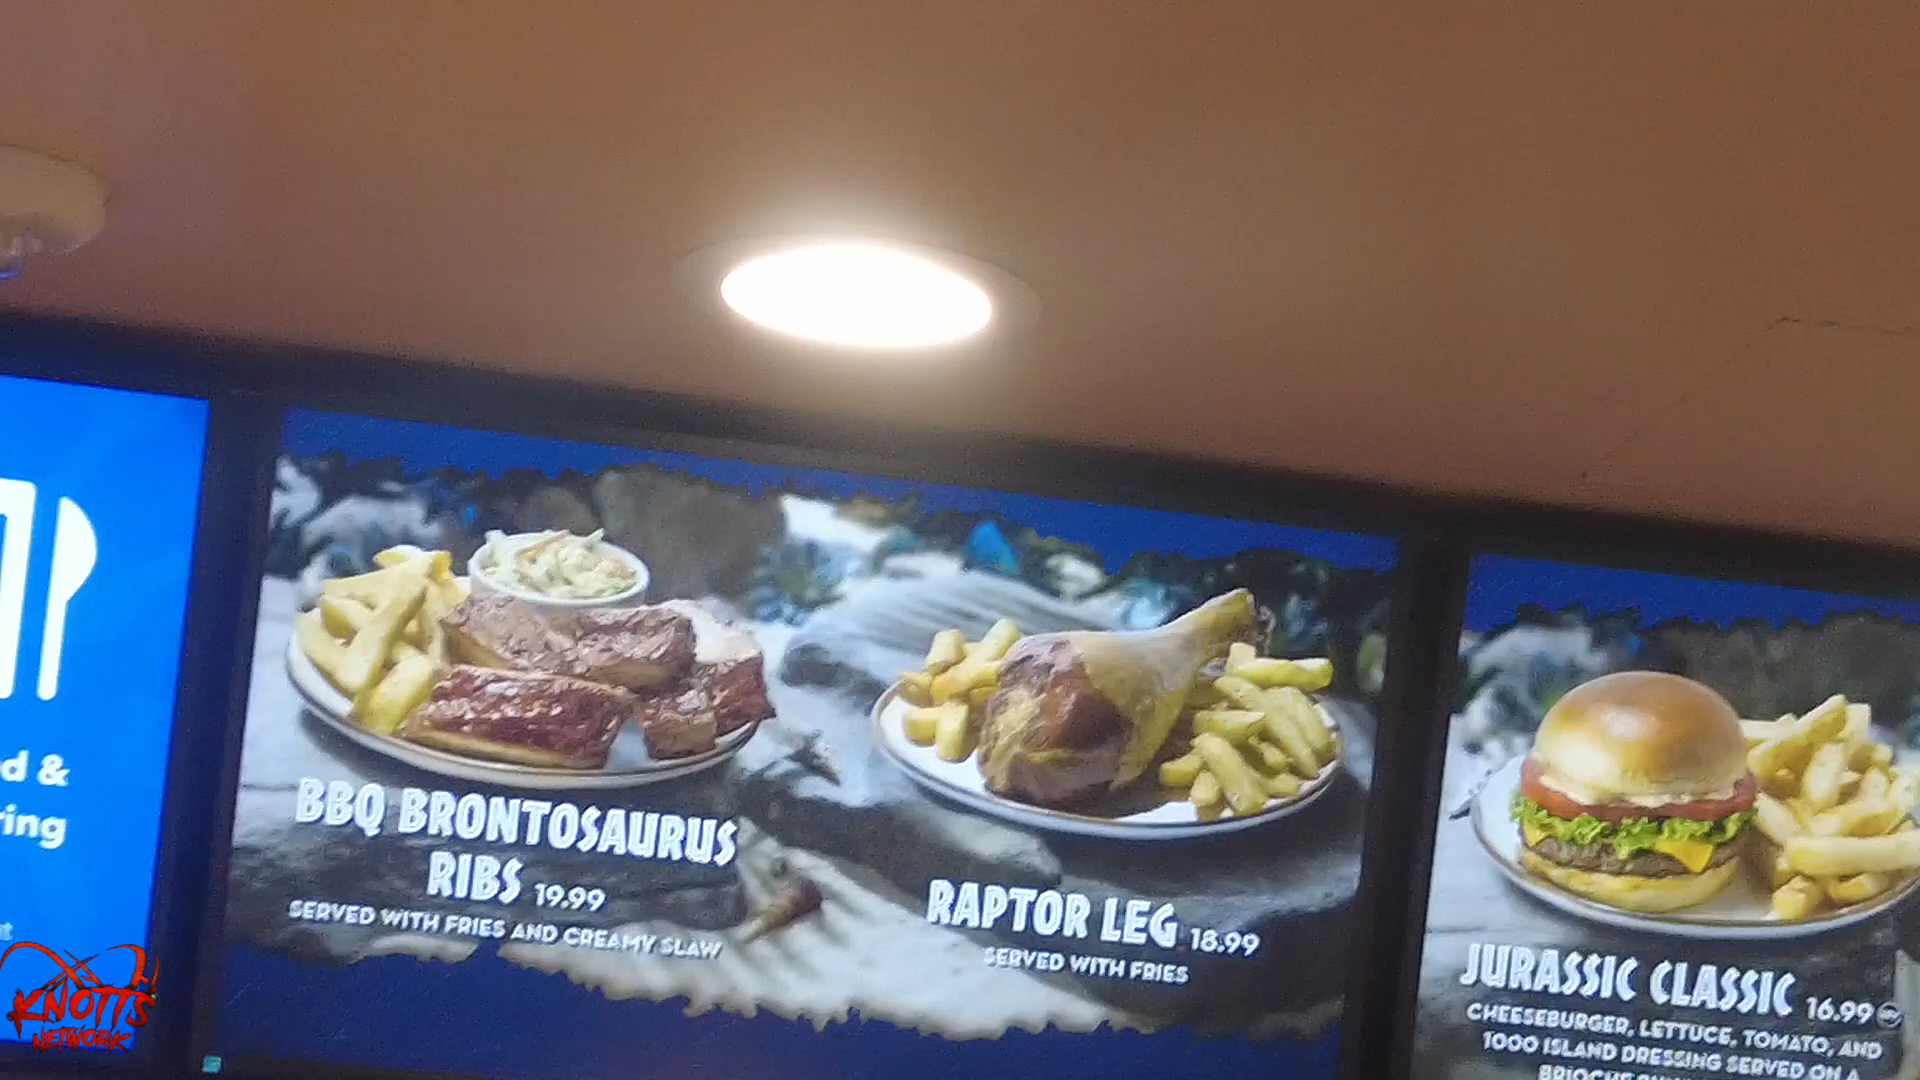 d &
ring
KNOTTS
NETWORK
BBQ BRONTOSAURUS
RIBS 19.99
SERVED WITH FRIES AND CREAMY SLAW
RAPTOR LEG 18.99
SERVED WITH FRIES
JURASSIC CLASSIC 16.99
CHEESEBURGER, LETTUCE, TOMATO, AND
1000 ISLAND DRESSING SERVED ON A
BRIOCHE